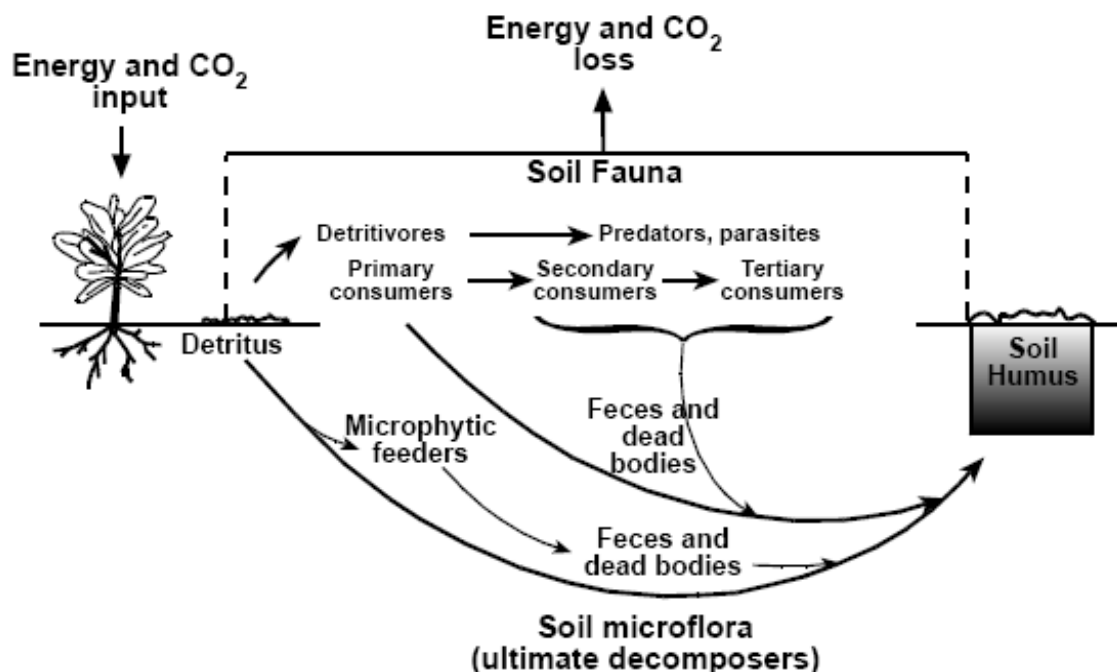 Energy and CO₂
input
Energy and CO₂
loss
Soil Fauna
Detritivores
Predators, parasites
Primary
consumers
Secondary
consumers
Tertiary
consumers
Detritus
Soil
Humus
Microphytic
feeders
Feces and
dead
bodies
Feces and
dead bodies
Soil microflora
(ultimate decomposers)